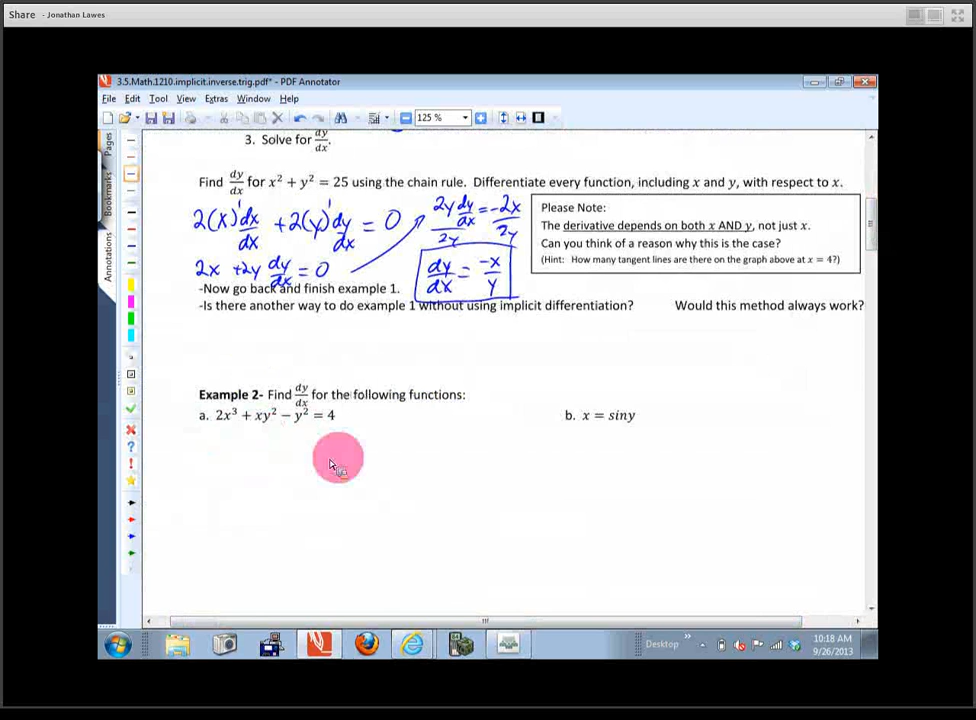 Share - Jonathan Lawes
3.5.Math.1210.implicit.inverse.trig.pdf* - PDF Annotator
File Edit Tool View Extras Window Help
125 %
Pages
Bookmarks
Annotations
3. Solve for dy/dx.
Find dy/dx for x² + y² = 25 using the chain rule. Differentiate every function, including x and y, with respect to x.
2(x)¹ dx/dx + 2(y)¹ dy/dx = 0
2x + 2y dy/dx = 0
2y dy/dx = -2x
2y 2y
dy/dx = -x/y
Please Note:
The derivative depends on both x AND y, not just x.
Can you think of a reason why this is the case?
(Hint: How many tangent lines are there on the graph above at x = 4?)
-Now go back and finish example 1.
-Is there another way to do example 1 without using implicit differentiation? Would this method always work?
Example 2- Find dy/dx for the following functions:
a. 2x³ + xy² − y² = 4 b. x = siny
Desktop
10:18 AM
9/26/2013